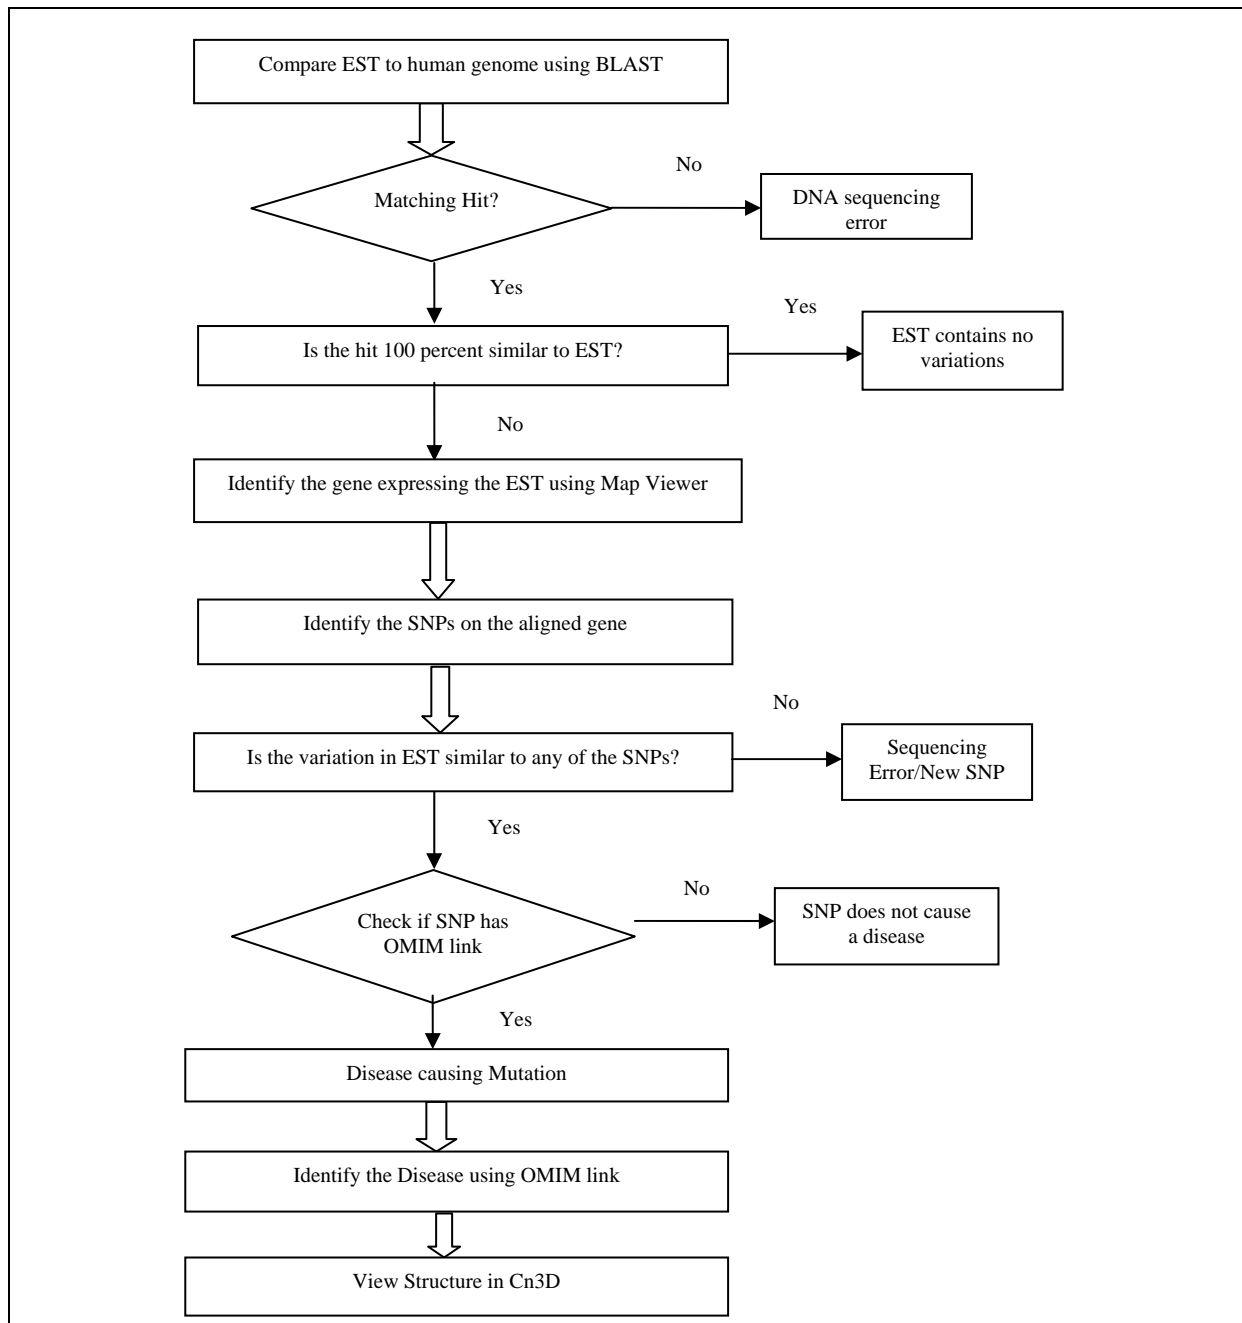 Compare EST to human genome using BLAST
No
Matching Hit?
DNA sequencing
error
Yes
Yes
Is the hit 100 percent similar to EST?
EST contains no
variations
No
Identify the gene expressing the EST using Map Viewer
Identify the SNPs on the aligned gene
No
Is the variation in EST similar to any of the SNPs?
Sequencing
Error/New SNP
Yes
No
Check if SNP has
OMIM link
SNP does not cause
a disease
Yes
Disease causing Mutation
Identify the Disease using OMIM link
View Structure in Cn3D